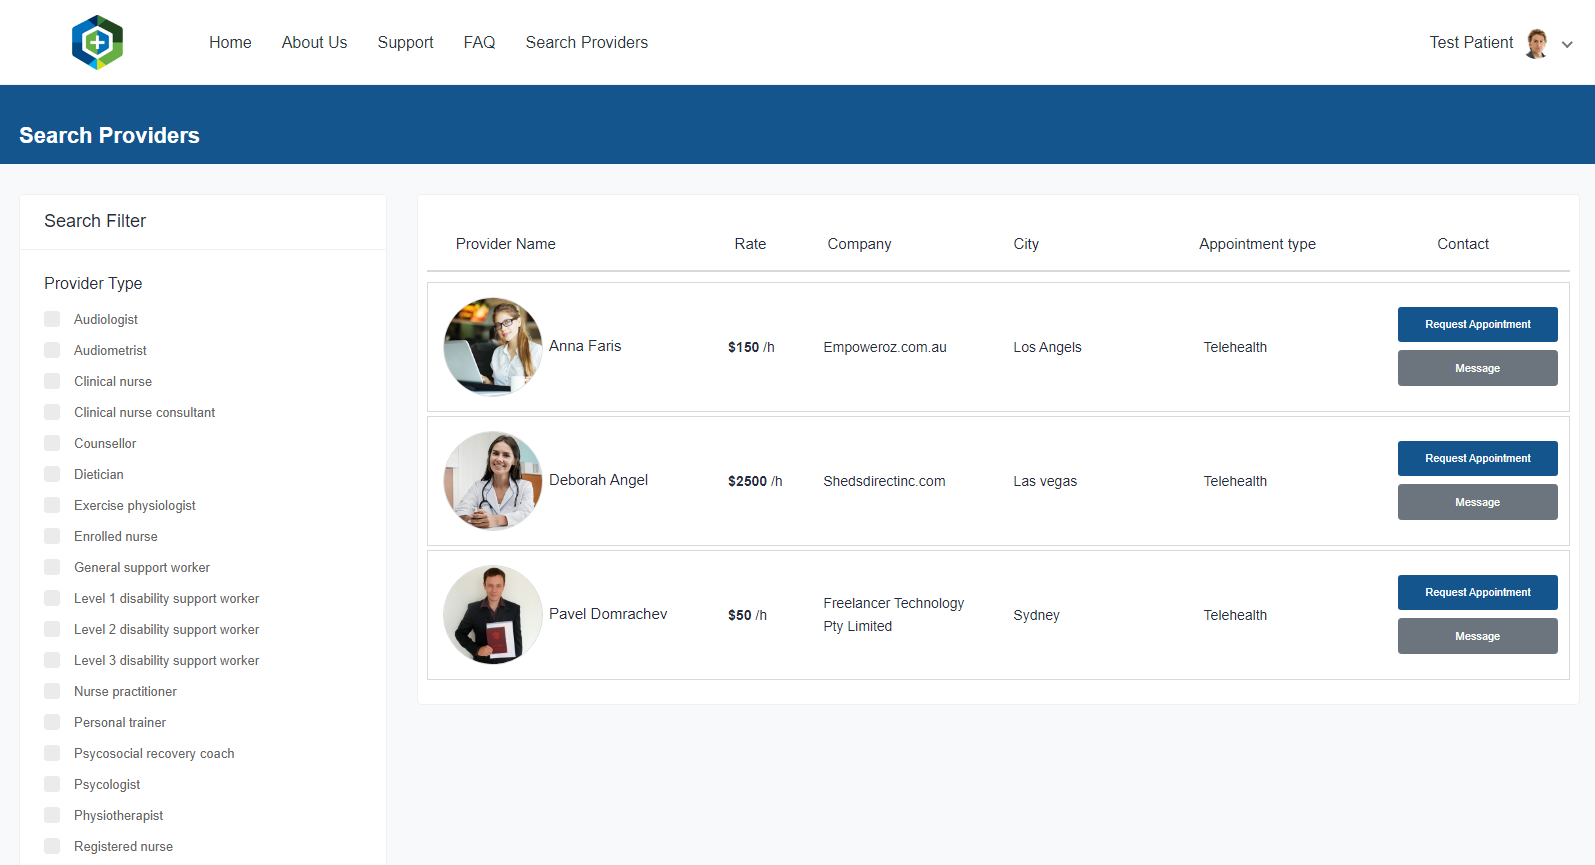 Home About Us Support FAQ Search Providers Test Patient
Search Providers
Search Filter
Provider Type
Audiologist
Audiometrist
Clinical nurse
Clinical nurse consultant
Counsellor
Dietician
Exercise physiologist
Enrolled nurse
General support worker
Level 1 disability support worker
Level 2 disability support worker
Level 3 disability support worker
Nurse practitioner
Personal trainer
Psycosocial recovery coach
Psycologist
Physiotherapist
Registered nurse
Provider Name Rate Company City Appointment type Contact
Anna Faris $150 /h Empoweroz.com.au Los Angels Telehealth
Request Appointment
Message
Deborah Angel $2500 /h Shedsdirectinc.com Las vegas Telehealth
Request Appointment
Message
Pavel Domrachev $50 /h Freelancer Technology
Pty Limited Sydney Telehealth
Request Appointment
Message